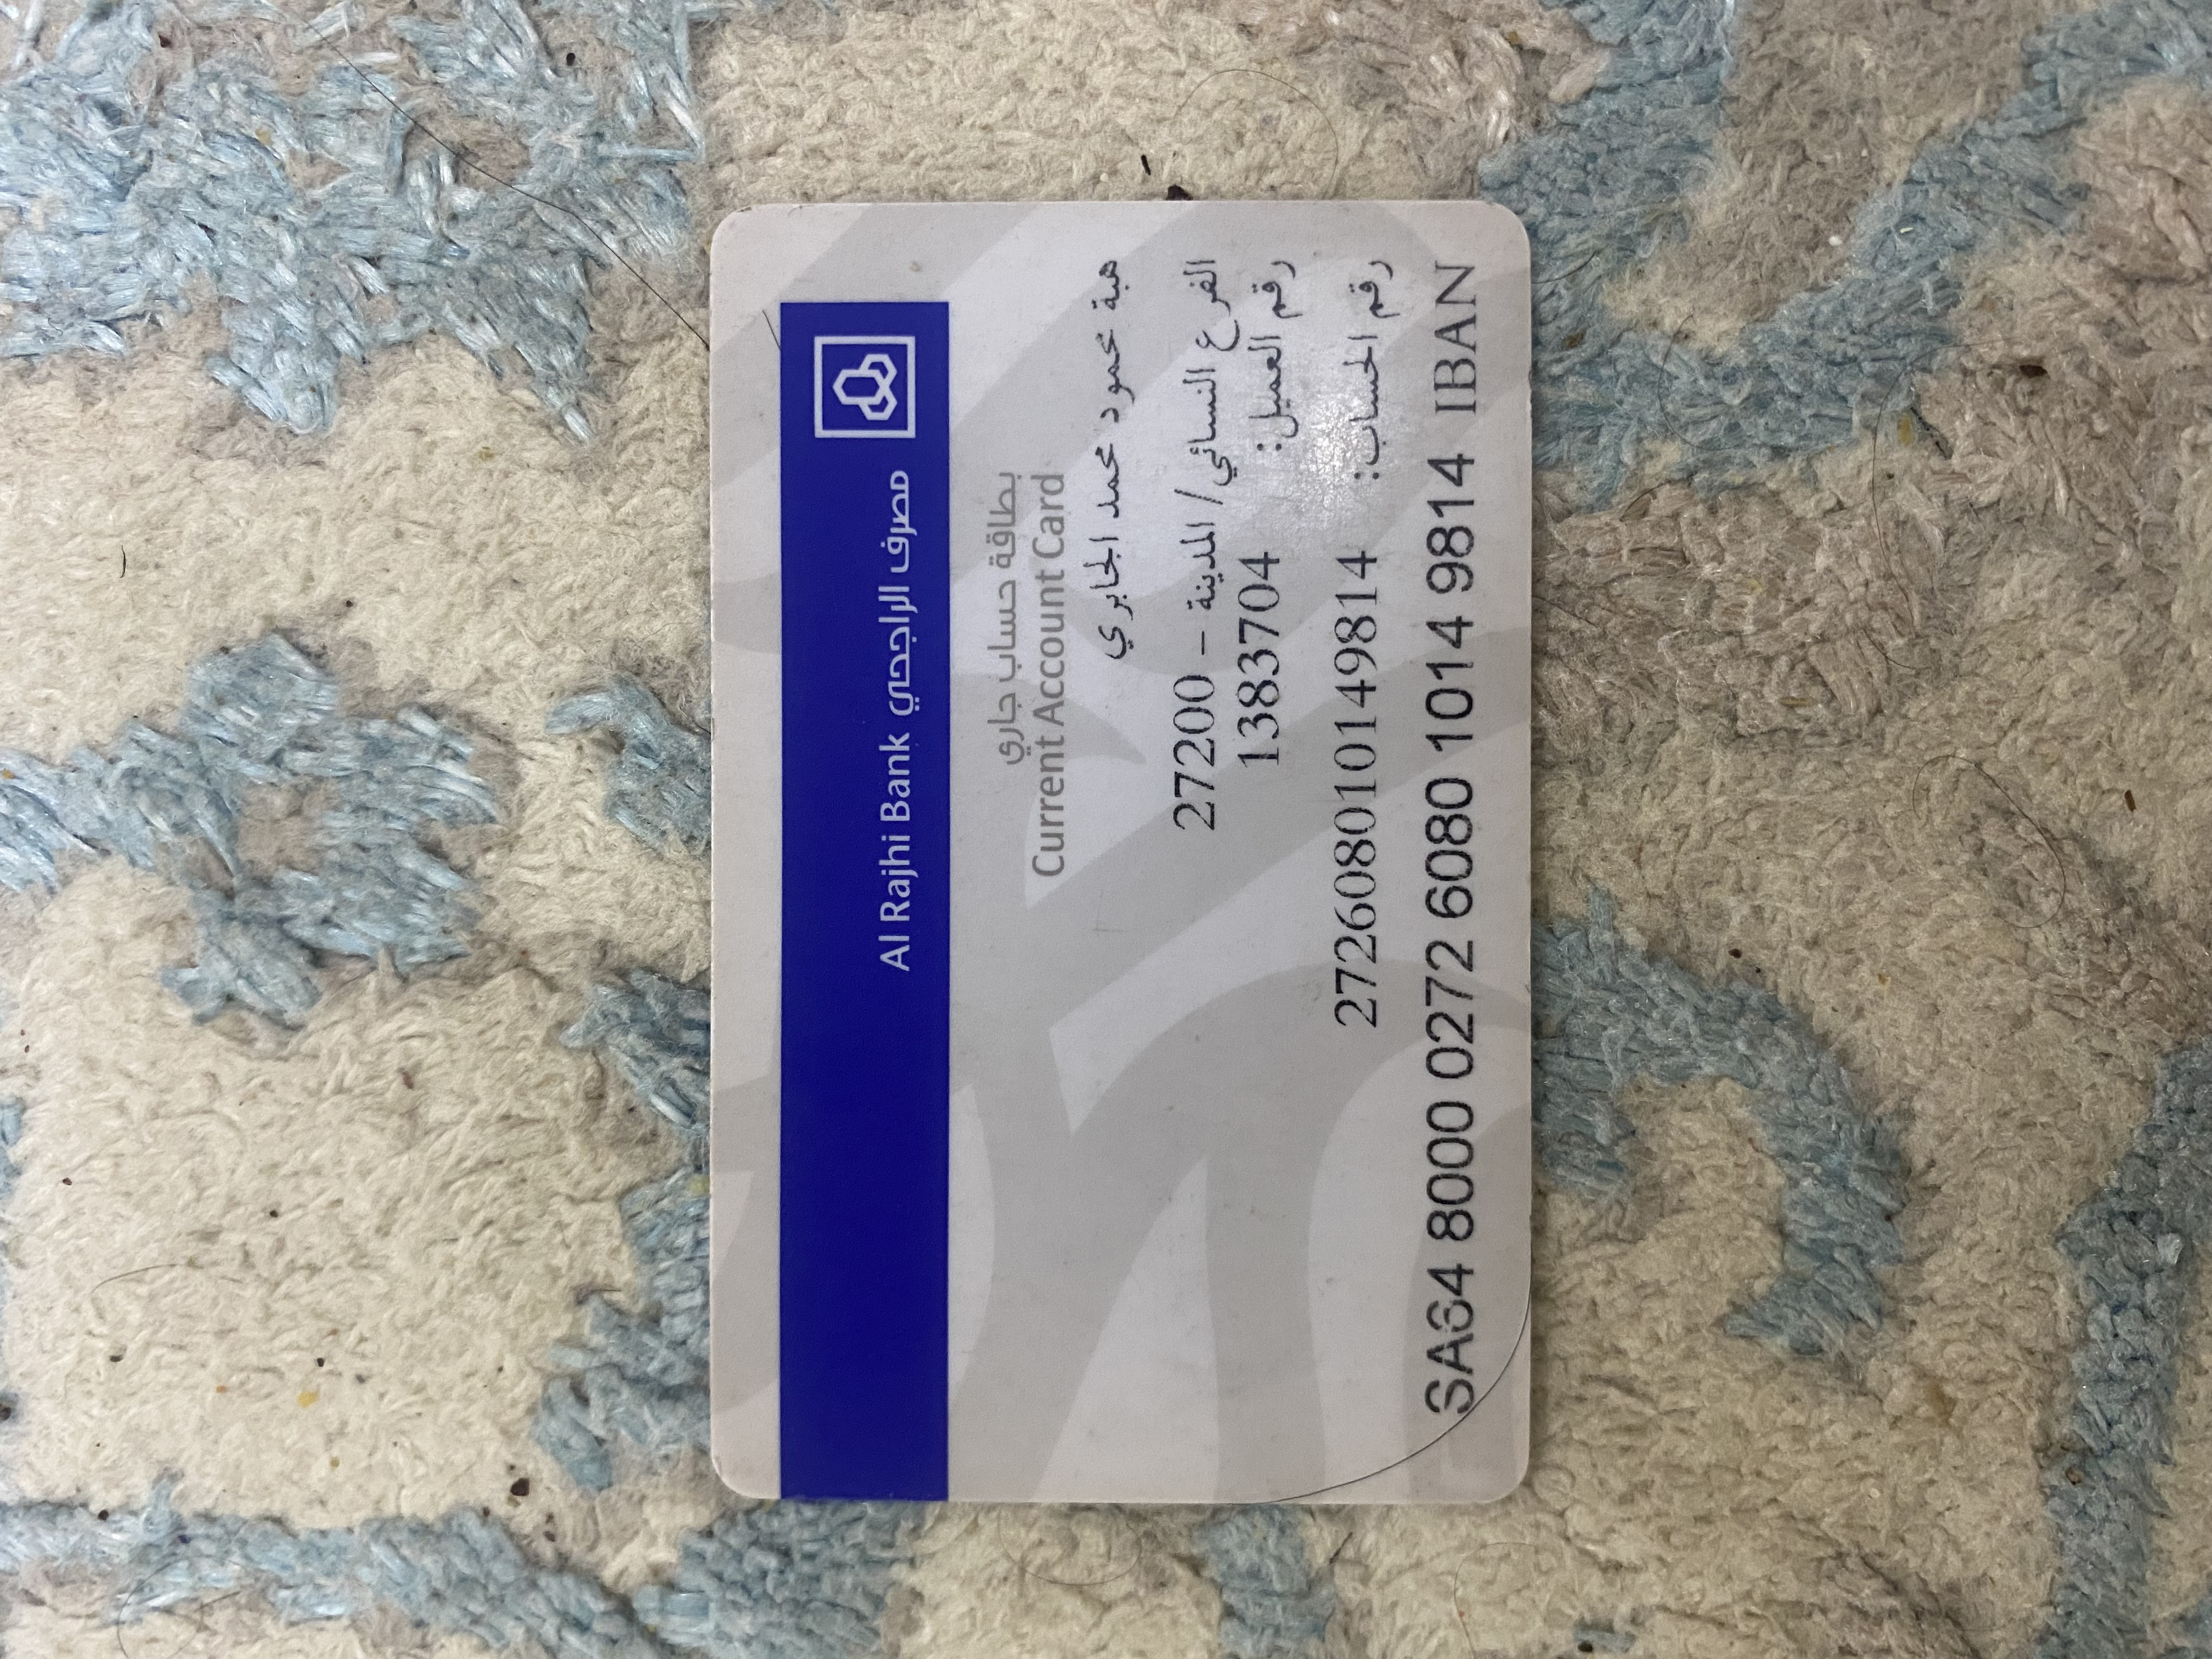 Al Rajhi Bank مصرف الراجحي
بطاقة حساب جاري
Current Account Card
هبة محمود محمد الجابري
الفرع النسائي/ المدينة - 27200
رقم العميل: 1383704
رقم الحساب: 272608010149814
SA64 8000 0272 6080 1014 9814 IBAN